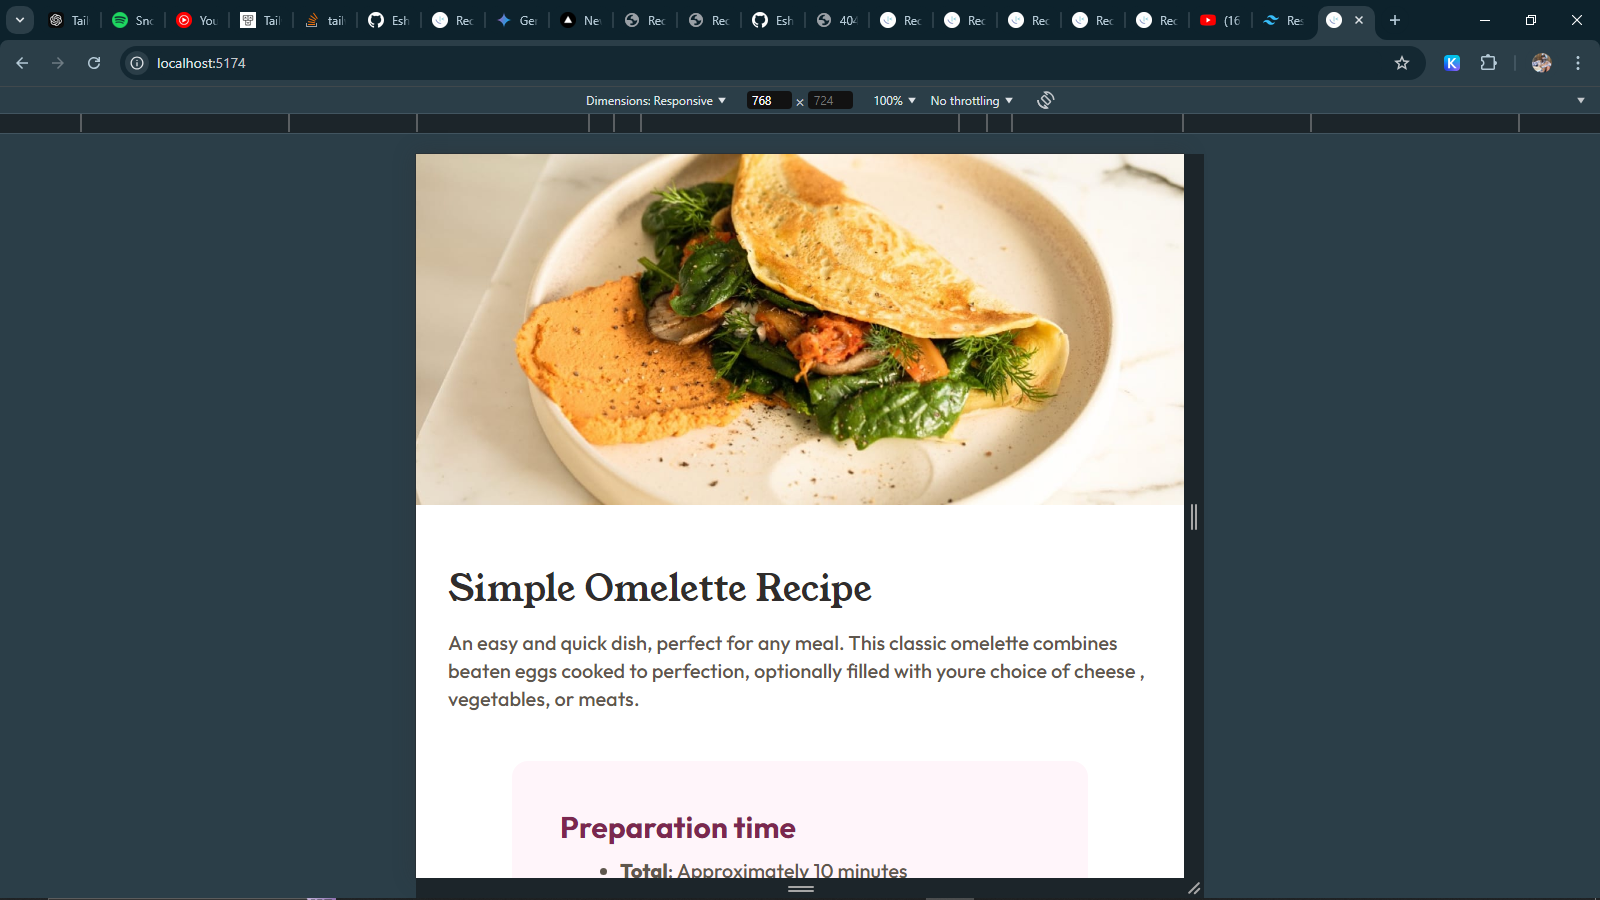 Tail
Sno
You
Tail
tail
Esh
Rec
Ger
Nev
Rec
Rec
Esh
404
Rec
Rec
Rec
Rec
Rec
(16
Res
localhost:5174
K
Dimensions: Responsive
768 × 724
100%
No throttling
Simple Omelette Recipe
An easy and quick dish, perfect for any meal. This classic omelette combines
beaten eggs cooked to perfection, optionally filled with youre choice of cheese ,
vegetables, or meats.
Preparation time
• Total: Approximately 10 minutes